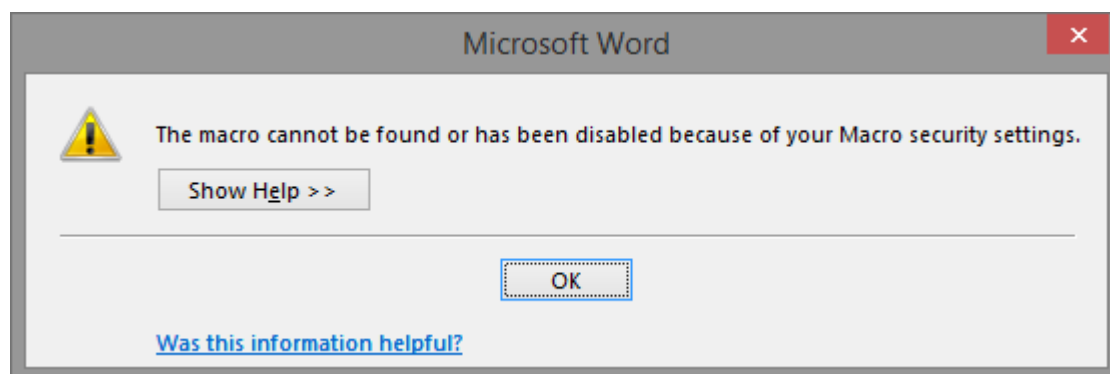 Microsoft Word
The macro cannot be found or has been disabled because of your Macro security settings.
Show Help >>
OK
Was this information helpful?